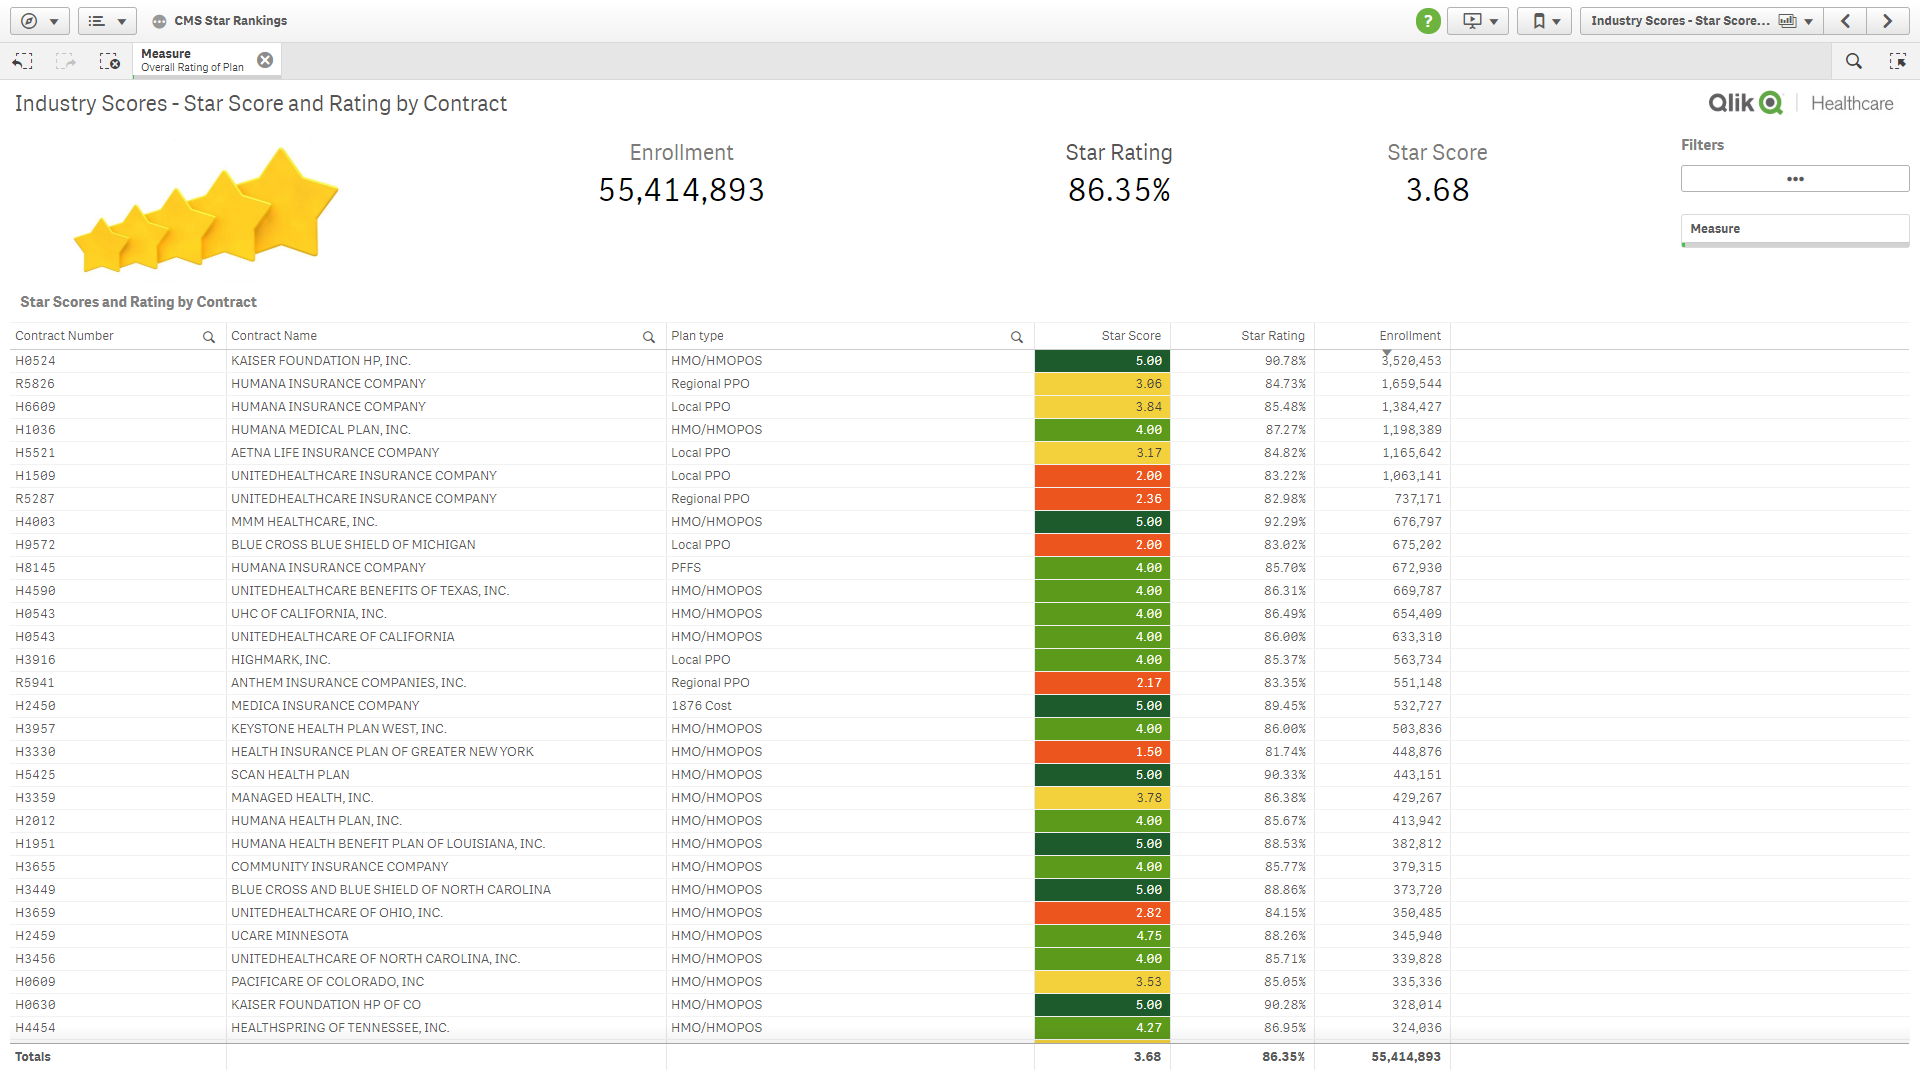 CMS Star Rankings
?
Industry Scores - Star Score...
Measure
Overall Rating of Plan
Industry Scores - Star Score and Rating by Contract
Qlik | Healthcare
Enrollment
55,414,893
Star Rating
86.35%
Star Score
3.68
Filters
•••
Measure
Star Scores and Rating by Contract
Contract Number Contract Name Plan type Star Score Star Rating Enrollment
H0524 KAISER FOUNDATION HP, INC. HMO/HMOPOS 5.00 90.78% 3,520,453
R5826 HUMANA INSURANCE COMPANY Regional PPO 3.06 84.73% 1,659,544
H6609 HUMANA INSURANCE COMPANY Local PPO 3.84 85.48% 1,384,427
H1036 HUMANA MEDICAL PLAN, INC. HMO/HMOPOS 4.00 87.27% 1,198,389
H5521 AETNA LIFE INSURANCE COMPANY Local PPO 3.17 84.82% 1,165,642
H1509 UNITEDHEALTHCARE INSURANCE COMPANY Local PPO 2.00 83.22% 1,063,141
R5287 UNITEDHEALTHCARE INSURANCE COMPANY Regional PPO 2.36 82.98% 737,171
H4003 MMM HEALTHCARE, INC. HMO/HMOPOS 5.00 92.29% 676,797
H9572 BLUE CROSS BLUE SHIELD OF MICHIGAN Local PPO 2.00 83.02% 675,202
H8145 HUMANA INSURANCE COMPANY PFFS 4.00 85.70% 672,930
H4590 UNITEDHEALTHCARE BENEFITS OF TEXAS, INC. HMO/HMOPOS 4.00 86.31% 669,787
H0543 UHC OF CALIFORNIA, INC. HMO/HMOPOS 4.00 86.49% 654,409
H0543 UNITEDHEALTHCARE OF CALIFORNIA HMO/HMOPOS 4.00 86.00% 633,310
H3916 HIGHMARK, INC. Local PPO 4.00 85.37% 563,734
R5941 ANTHEM INSURANCE COMPANIES, INC. Regional PPO 2.17 83.35% 551,148
H2450 MEDICA INSURANCE COMPANY 1876 Cost 5.00 89.45% 532,727
H3957 KEYSTONE HEALTH PLAN WEST, INC. HMO/HMOPOS 4.00 86.00% 503,836
H3330 HEALTH INSURANCE PLAN OF GREATER NEW YORK HMO/HMOPOS 1.50 81.74% 448,876
H5425 SCAN HEALTH PLAN HMO/HMOPOS 5.00 90.33% 443,151
H3359 MANAGED HEALTH, INC. HMO/HMOPOS 3.78 86.38% 429,267
H2012 HUMANA HEALTH PLAN, INC. HMO/HMOPOS 4.00 85.67% 413,942
H1951 HUMANA HEALTH BENEFIT PLAN OF LOUISIANA, INC. HMO/HMOPOS 5.00 88.53% 382,812
H3655 COMMUNITY INSURANCE COMPANY HMO/HMOPOS 4.00 85.77% 379,315
H3449 BLUE CROSS AND BLUE SHIELD OF NORTH CAROLINA HMO/HMOPOS 5.00 88.86% 373,720
H3659 UNITEDHEALTHCARE OF OHIO, INC. HMO/HMOPOS 2.82 84.15% 350,485
H2459 UCARE MINNESOTA HMO/HMOPOS 4.75 88.26% 345,940
H3456 UNITEDHEALTHCARE OF NORTH CAROLINA, INC. HMO/HMOPOS 4.00 85.71% 339,828
H0609 PACIFICARE OF COLORADO, INC HMO/HMOPOS 3.53 85.05% 335,336
H0630 KAISER FOUNDATION HP OF CO HMO/HMOPOS 5.00 90.28% 328,014
H4454 HEALTHSPRING OF TENNESSEE, INC. HMO/HMOPOS 4.27 86.95% 324,036
Totals 3.68 86.35% 55,414,893